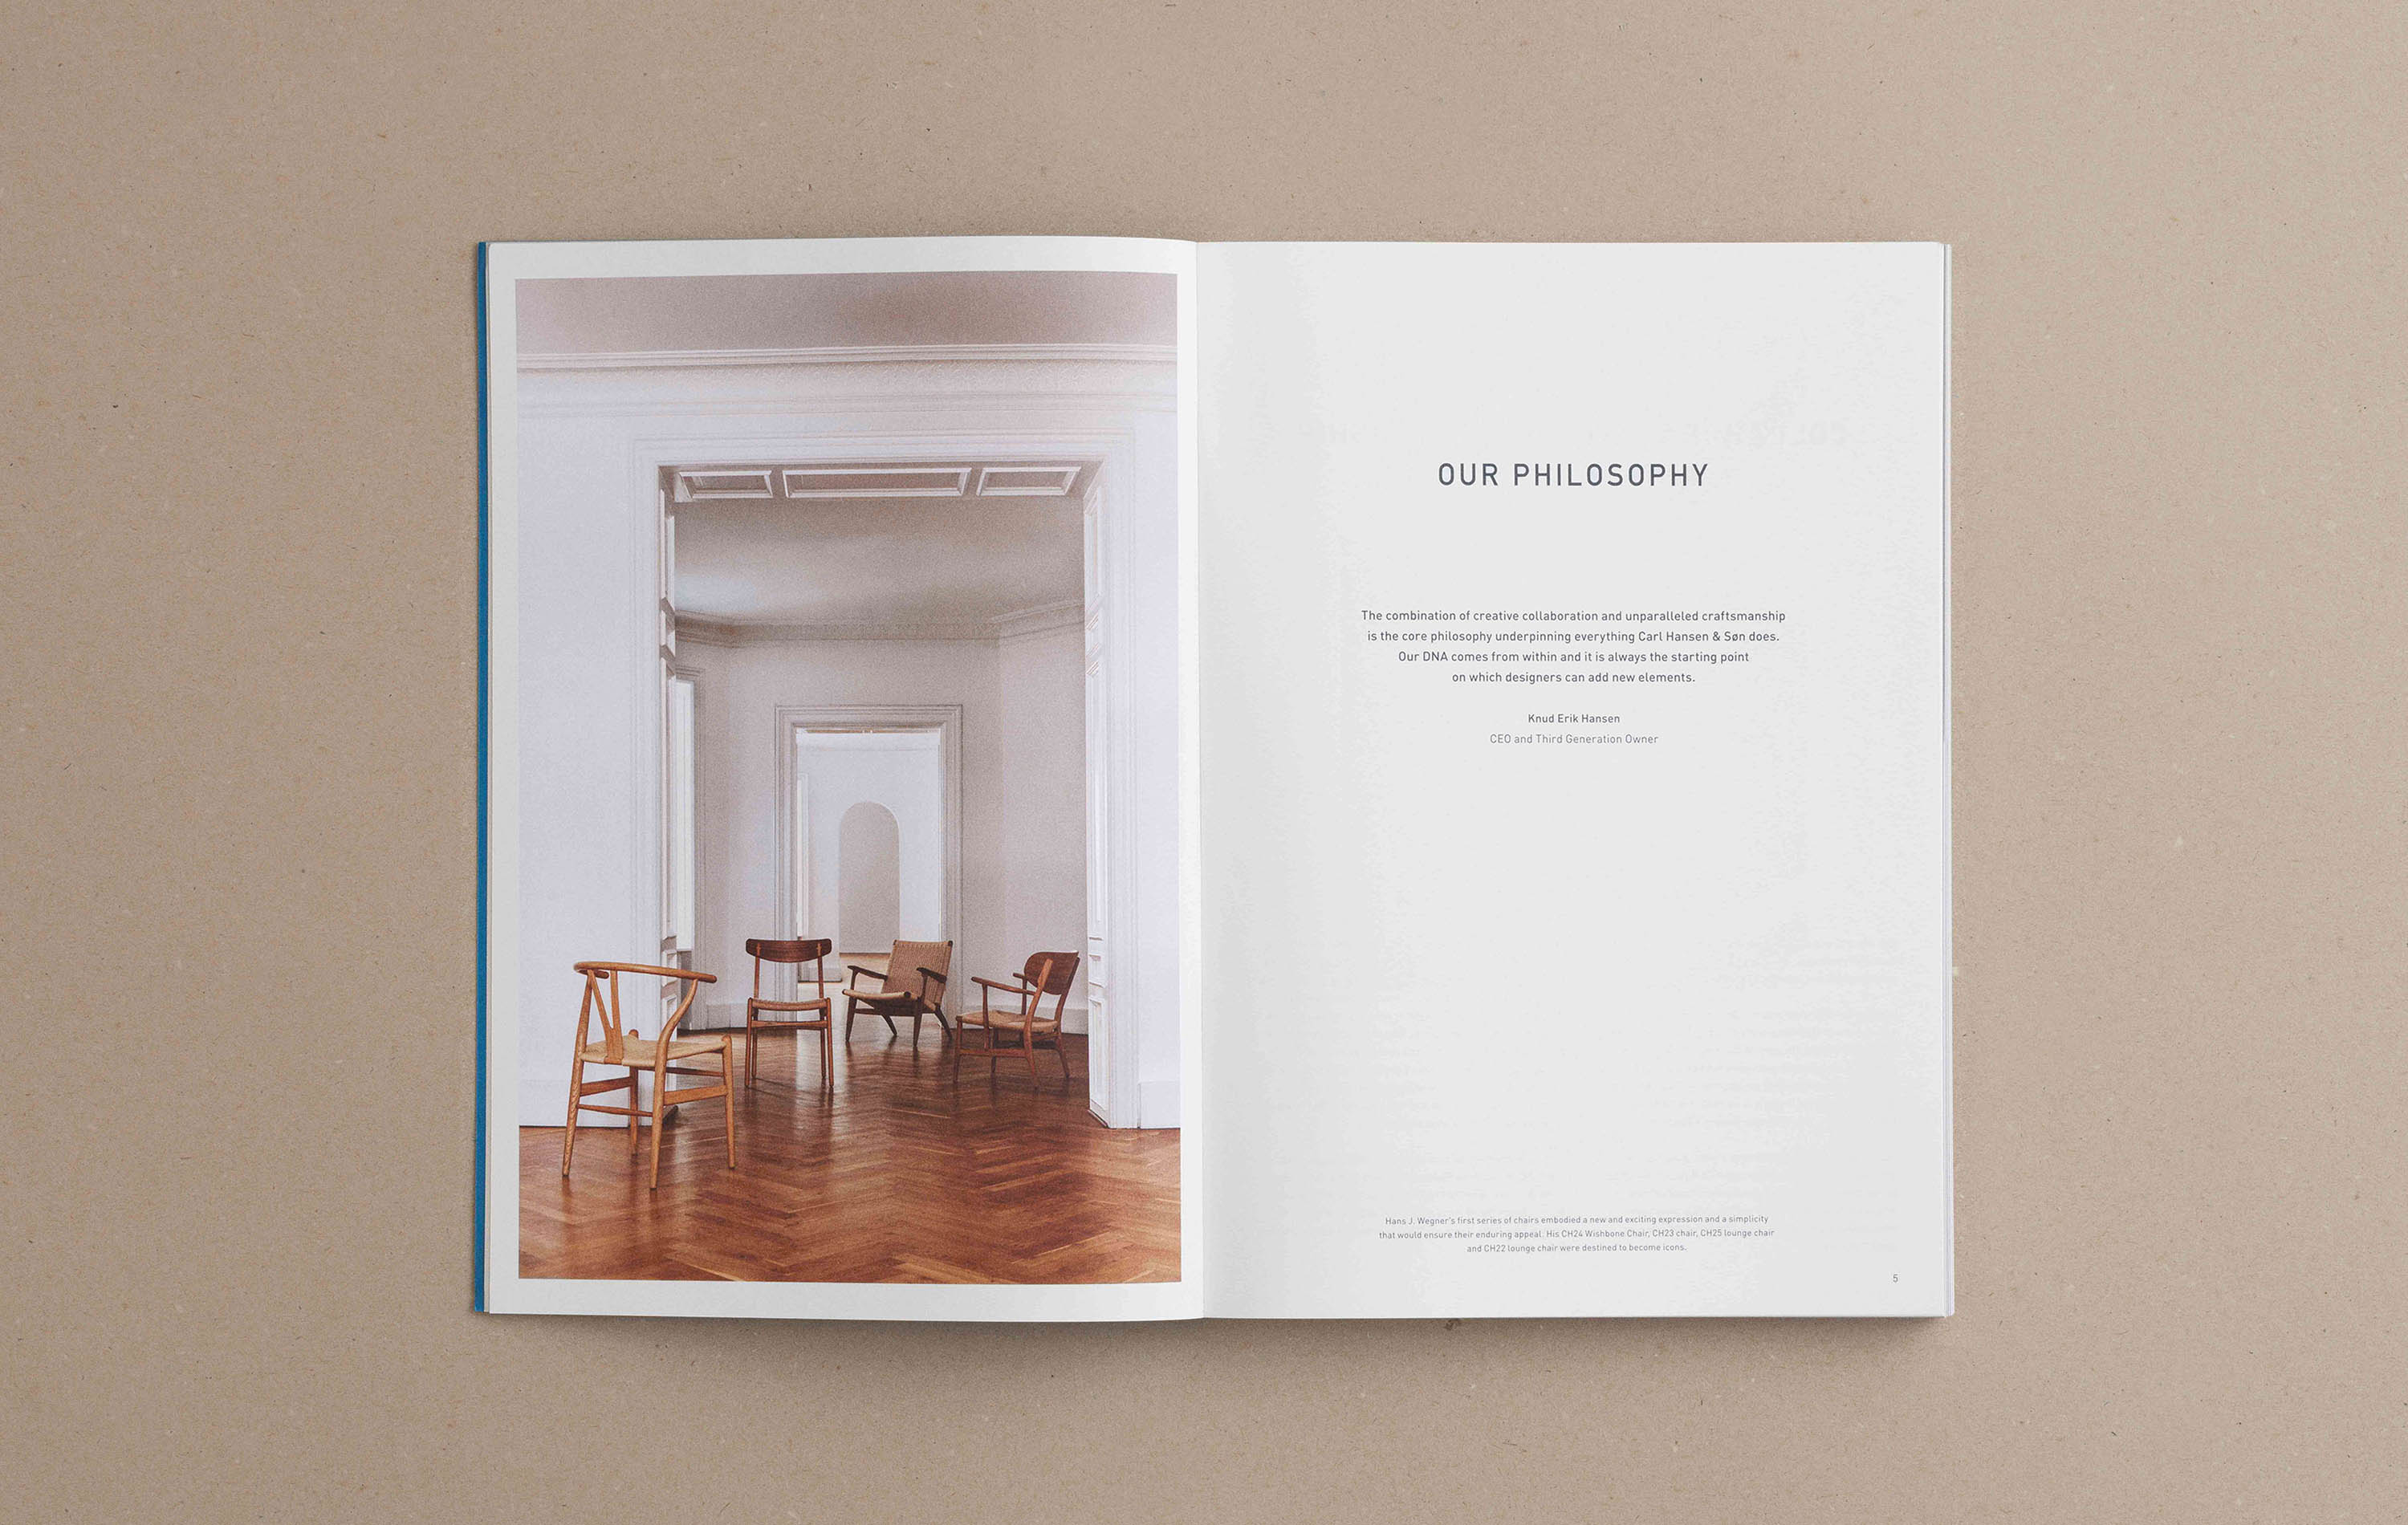 OUR PHILOSOPHY
The combination of creative collaboration and unparalleled craftsmanship
is the core philosophy underpinning everything Carl Hansen & Søn does.
Our DNA comes from within and it is always the starting point
on which designers can add new elements.
Knud Erik Hansen
CEO and Third Generation Owner
Hans J. Wegner's first series of chairs embodied a new and exciting expression and a simplicity
that would ensure their enduring appeal. His CH24 Wishbone Chair, CH23 chair, CH25 lounge chair
and CH22 lounge chair were destined to become icons.
5